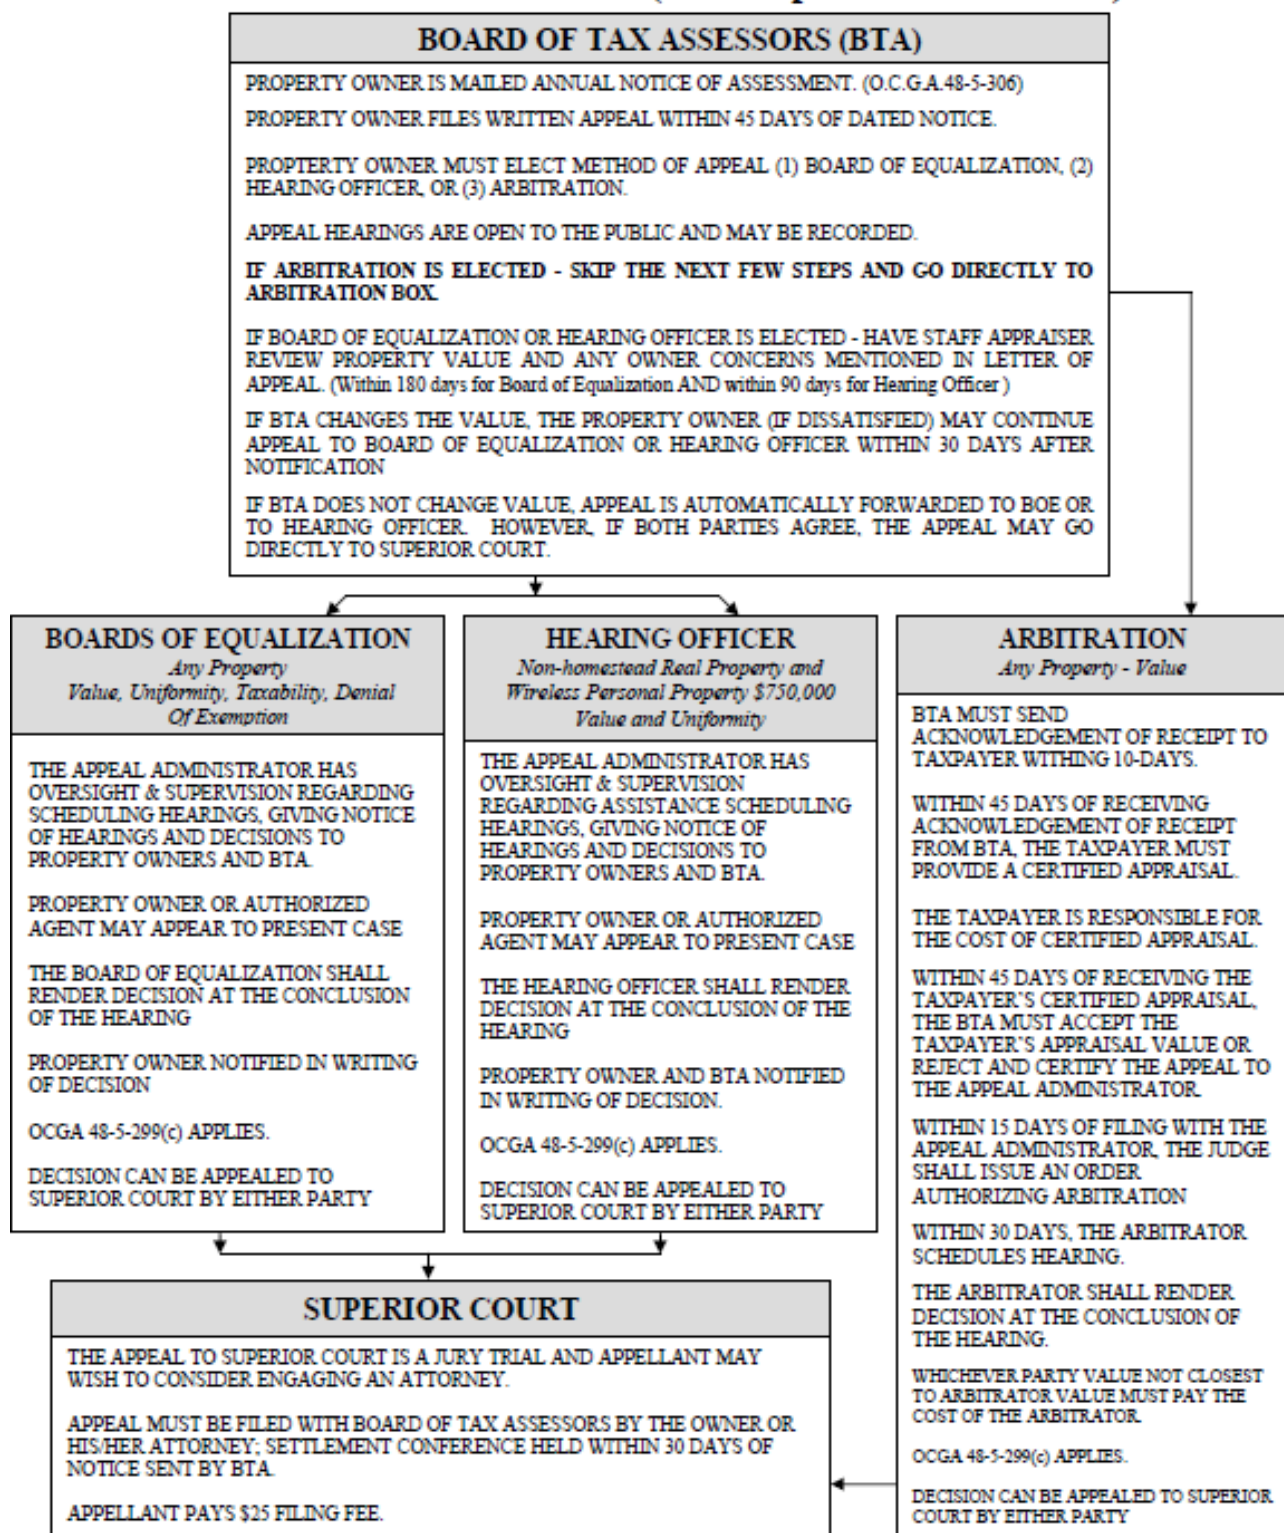 BOARD OF TAX ASSESSORS (BTA)
PROPERTY OWNER IS MAILED ANNUAL NOTICE OF ASSESSMENT. (O.C.G.A.48-5-306)
PROPERTY OWNER FILES WRITTEN APPEAL WITHIN 45 DAYS OF DATED NOTICE.
PROPTERTY OWNER MUST ELECT METHOD OF APPEAL (1) BOARD OF EQUALIZATION, (2)
HEARING OFFICER, OR (3) ARBITRATION.
APPEAL HEARINGS ARE OPEN TO THE PUBLIC AND MAY BE RECORDED.
IF ARBITRATION IS ELECTED - SKIP THE NEXT FEW STEPS AND GO DIRECTLY TO
ARBITRATION BOX.
IF BOARD OF EQUALIZATION OR HEARING OFFICER IS ELECTED - HAVE STAFF APPRAISER
REVIEW PROPERTY VALUE AND ANY OWNER CONCERNS MENTIONED IN LETTER OF
APPEAL. (Within 180 days for Board of Equalization AND within 90 days for Hearing Officer )
IF BTA CHANGES THE VALUE, THE PROPERTY OWNER (IF DISSATISFIED) MAY CONTINUE
APPEAL TO BOARD OF EQUALIZATION OR HEARING OFFICER WITHIN 30 DAYS AFTER
NOTIFICATION
IF BTA DOES NOT CHANGE VALUE, APPEAL IS AUTOMATICALLY FORWARDED TO BOE OR
TO HEARING OFFICER. HOWEVER, IF BOTH PARTIES AGREE, THE APPEAL MAY GO
DIRECTLY TO SUPERIOR COURT.
BOARDS OF EQUALIZATION
Any Property
Value, Uniformity, Taxability, Denial
Of Exemption
THE APPEAL ADMINISTRATOR HAS
OVERSIGHT & SUPERVISION REGARDING
SCHEDULING HEARINGS, GIVING NOTICE
OF HEARINGS AND DECISIONS TO
PROPERTY OWNERS AND BTA.
PROPERTY OWNER OR AUTHORIZED
AGENT MAY APPEAR TO PRESENT CASE
THE BOARD OF EQUALIZATION SHALL
RENDER DECISION AT THE CONCLUSION
OF THE HEARING
PROPERTY OWNER NOTIFIED IN WRITING
OF DECISION
OCGA 48-5-299(c) APPLIES.
DECISION CAN BE APPEALED TO
SUPERIOR COURT BY EITHER PARTY
HEARING OFFICER
Non-homestead Real Property and
Wireless Personal Property $750,000
Value and Uniformity
THE APPEAL ADMINISTRATOR HAS
OVERSIGHT & SUPERVISION
REGARDING ASSISTANCE SCHEDULING
HEARINGS, GIVING NOTICE OF
HEARINGS AND DECISIONS TO
PROPERTY OWNERS AND BTA.
PROPERTY OWNER OR AUTHORIZED
AGENT MAY APPEAR TO PRESENT CASE
THE HEARING OFFICER SHALL RENDER
DECISION AT THE CONCLUSION OF THE
HEARING
PROPERTY OWNER AND BTA NOTIFIED
IN WRITING OF DECISION.
OCGA 48-5-299(c) APPLIES.
DECISION CAN BE APPEALED TO
SUPERIOR COURT BY EITHER PARTY
ARBITRATION
Any Property - Value
BTA MUST SEND
ACKNOWLEDGEMENT OF RECEIPT TO
TAXPAYER WITHING 10-DAYS.
WITHIN 45 DAYS OF RECEIVING
ACKNOWLEDGEMENT OF RECEIPT
FROM BTA, THE TAXPAYER MUST
PROVIDE A CERTIFIED APPRAISAL.
THE TAXPAYER IS RESPONSIBLE FOR
THE COST OF CERTIFIED APPRAISAL.
WITHIN 45 DAYS OF RECEIVING THE
TAXPAYER'S CERTIFIED APPRAISAL,
THE BTA MUST ACCEPT THE
TAXPAYER'S APPRAISAL VALUE OR
REJECT AND CERTIFY THE APPEAL TO
THE APPEAL ADMINISTRATOR.
WITHIN 15 DAYS OF FILING WITH THE
APPEAL ADMINISTRATOR, THE JUDGE
SHALL ISSUE AN ORDER
AUTHORIZING ARBITRATION
WITHIN 30 DAYS, THE ARBITRATOR
SCHEDULES HEARING.
THE ARBITRATOR SHALL RENDER
DECISION AT THE CONCLUSION OF
THE HEARING.
WHICHEVER PARTY VALUE NOT CLOSEST
TO ARBITRATOR VALUE MUST PAY THE
COST OF THE ARBITRATOR.
OCGA 48-5-299(c) APPLIES.
DECISION CAN BE APPEALED TO SUPERIOR
COURT BY EITHER PARTY
SUPERIOR COURT
THE APPEAL TO SUPERIOR COURT IS A JURY TRIAL AND APPELLANT MAY
WISH TO CONSIDER ENGAGING AN ATTORNEY.
APPEAL MUST BE FILED WITH BOARD OF TAX ASSESSORS BY THE OWNER OR
HIS/HER ATTORNEY; SETTLEMENT CONFERENCE HELD WITHIN 30 DAYS OF
NOTICE SENT BY BTA.
APPELLANT PAYS $25 FILING FEE.